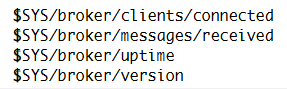 $SYS/broker/clients/connected
$SYS/broker/messages/received
$SYS/broker/uptime
$SYS/broker/version